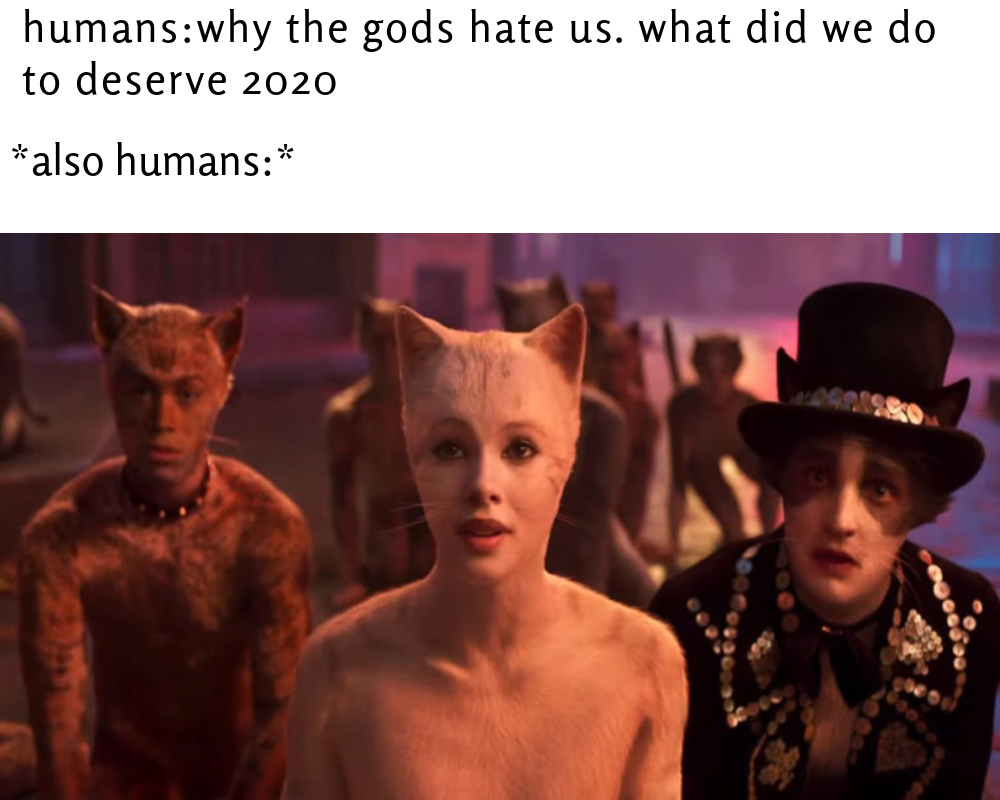 humans:why the gods hate us. what did we do
to deserve 2020
*also humans:*